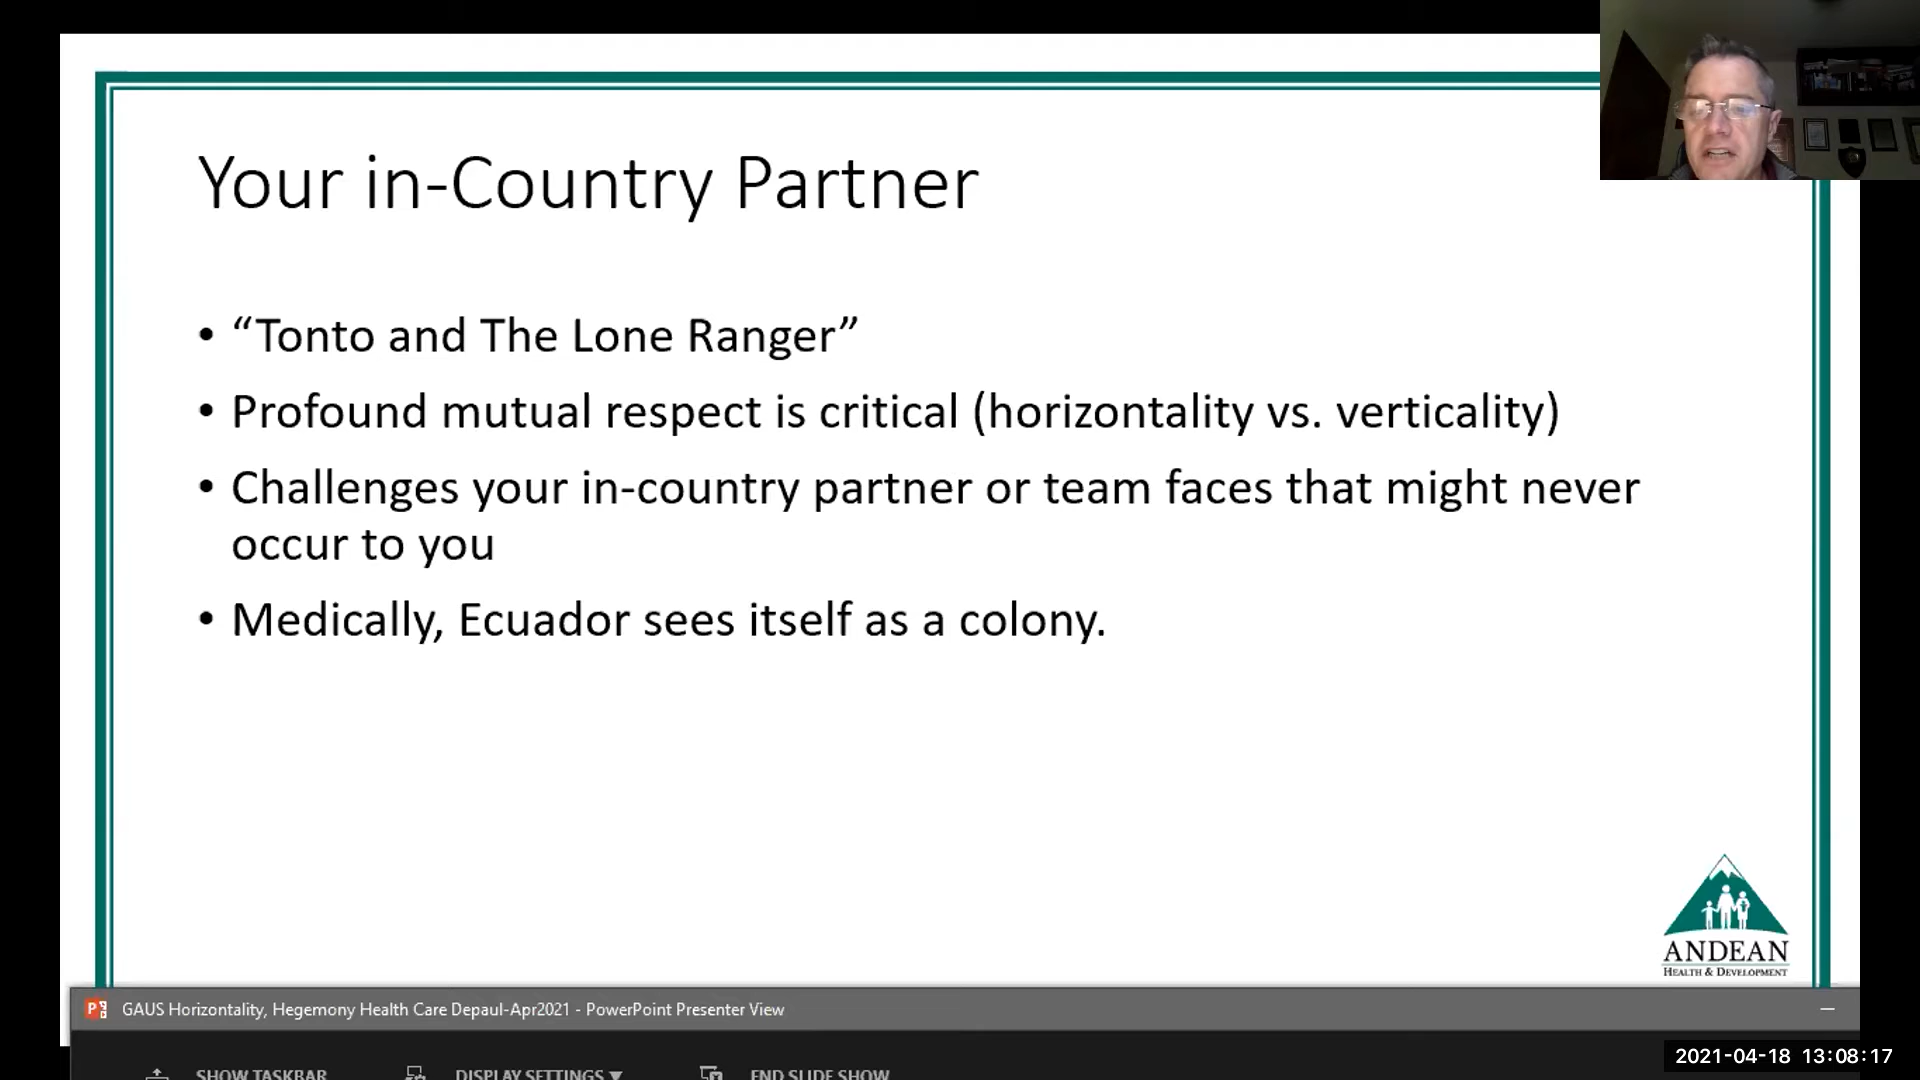 Your in-Country Partner
• “Tonto and The Lone Ranger”
• Profound mutual respect is critical (horizontality vs. verticality)
• Challenges your in-country partner or team faces that might never
occur to you
• Medically, Ecuador sees itself as a colony.
ANDEAN
HEALTH & DEVELOPMENT
GAUS Horizontality, Hegemony Health Care Depaul-Apr2021 - PowerPoint Presenter View
SHOW TASKBAR DISPLAY SETTINGS ▼ END SLIDE SHOW
2021-04-18 13:08:17